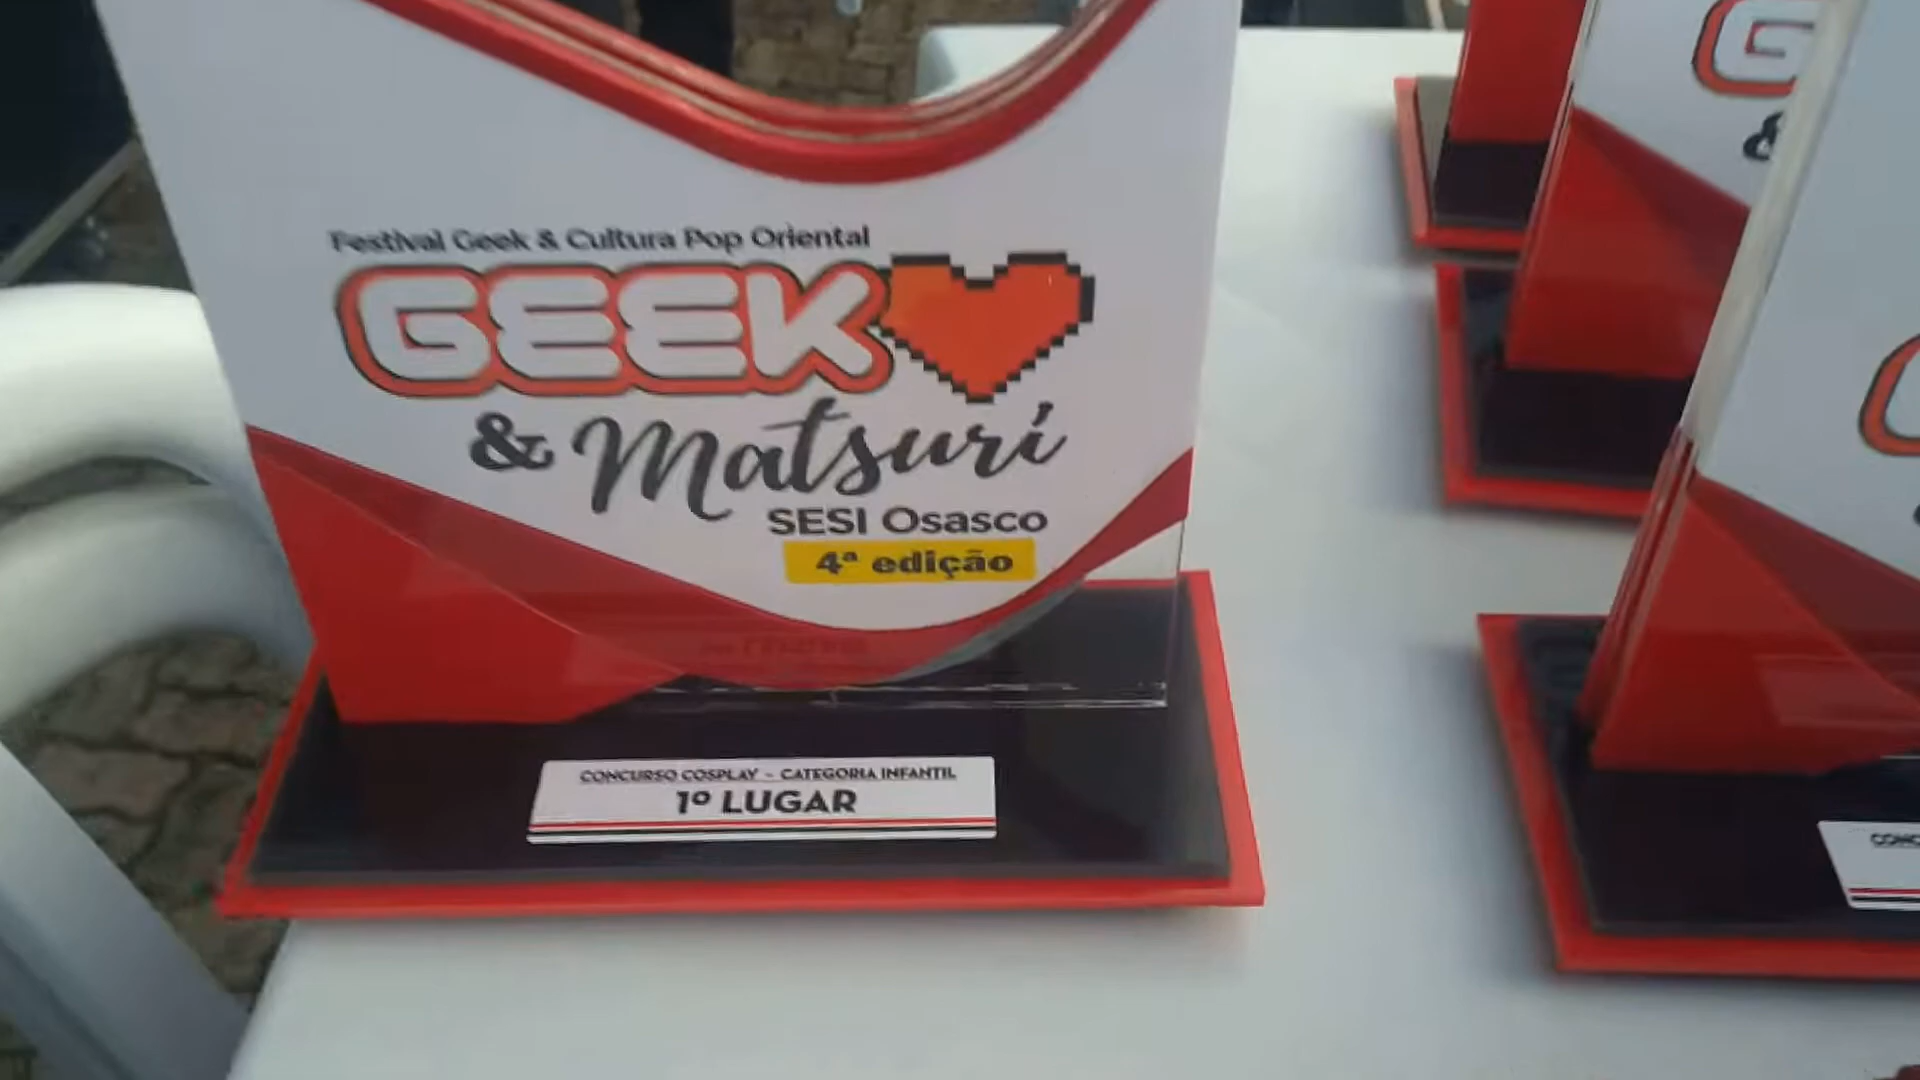 Festival Geek & Cultura Pop Oriental
GEEK
& Matsuri
SESI Osasco
4ª edição
CONCURSO COSPLAY - CATEGORIA INFANTIL
1º LUGAR
G
&